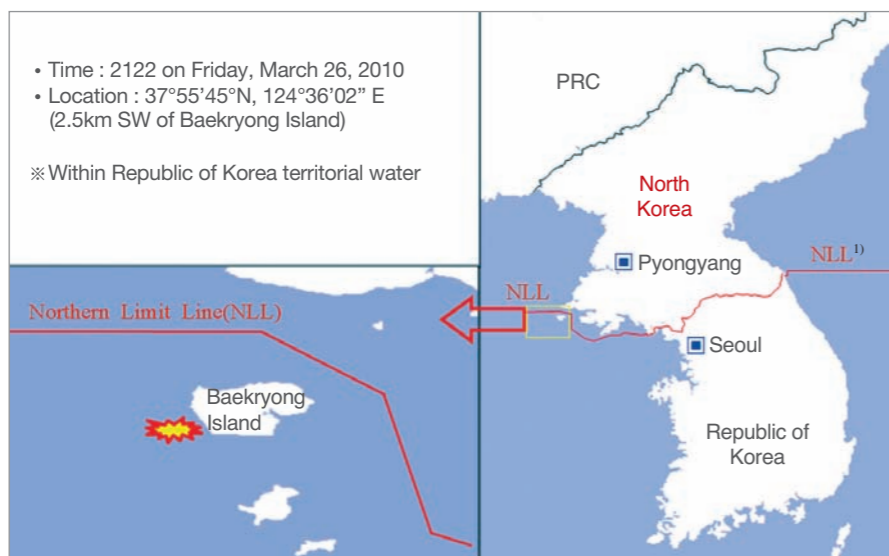 • Time : 2122 on Friday, March 26, 2010
• Location : 37°55'45°N, 124°36'02” E
(2.5km SW of Baekryong Island)
※Within Republic of Korea territorial water
PRC
North
Korea
Pyongyang
NLL¹⁾
NLL
Seoul
Republic of
Korea
Northern Limit Line(NLL)
Baekryong
Island